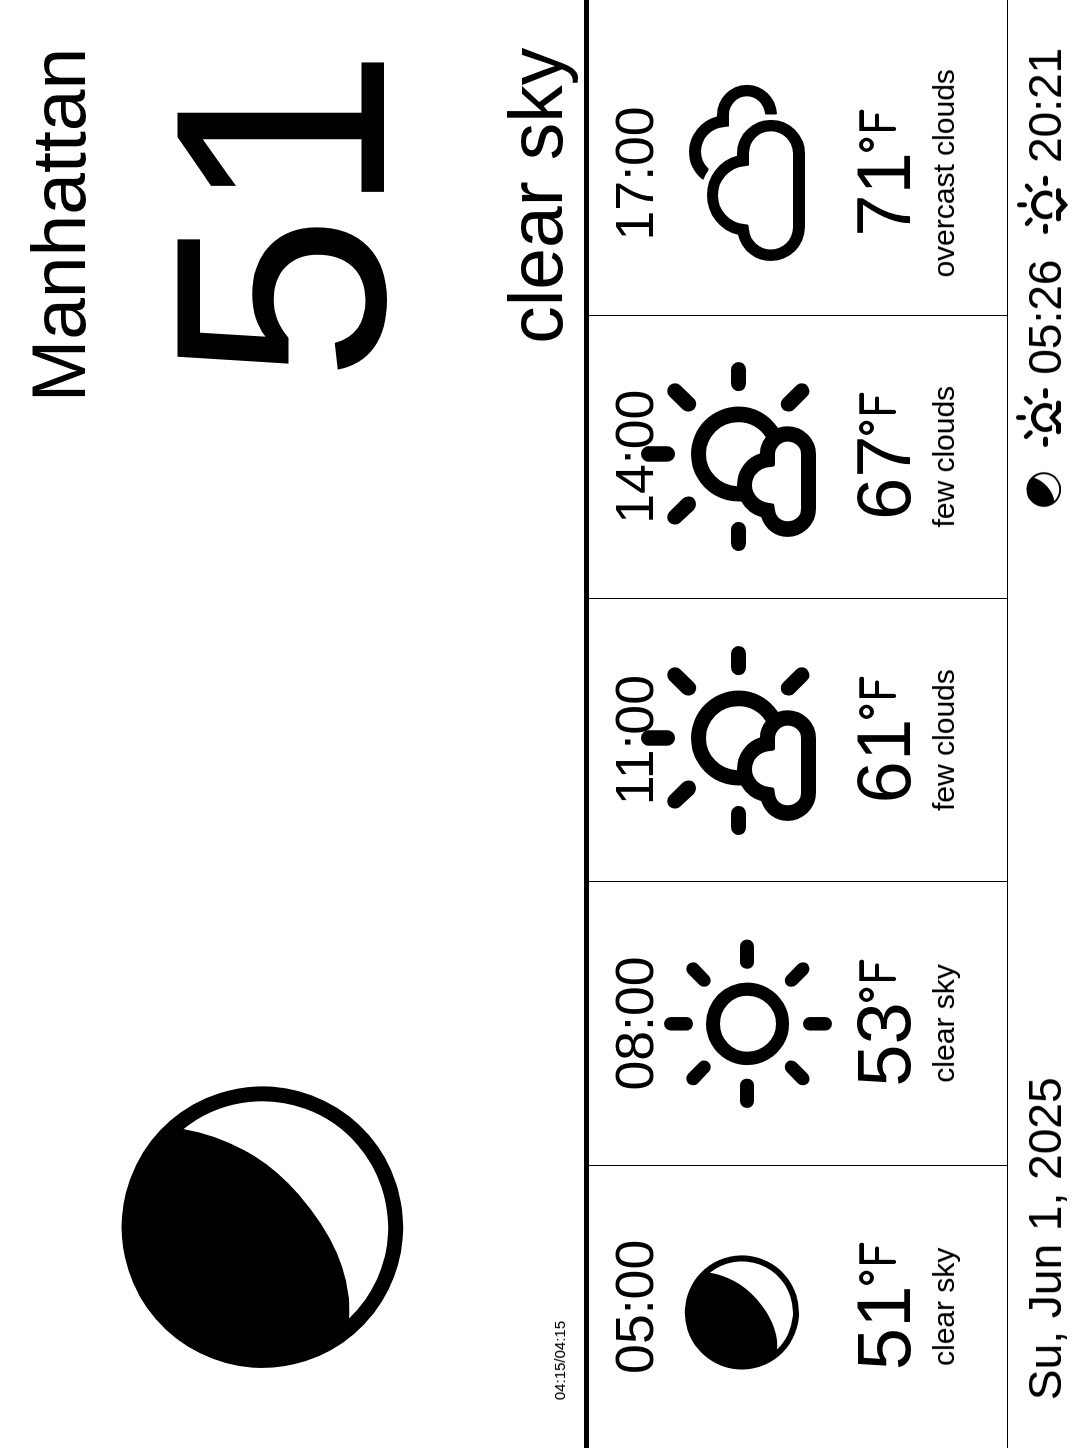 Manhattan
51
clear sky
04:15/04:15
05:00
08:00
11:00
14:00
17:00
51°F
53°F
61°F
67°F
71°F
clear sky
clear sky
few clouds
few clouds
overcast clouds
Su, Jun 1, 2025
05:26
20:21